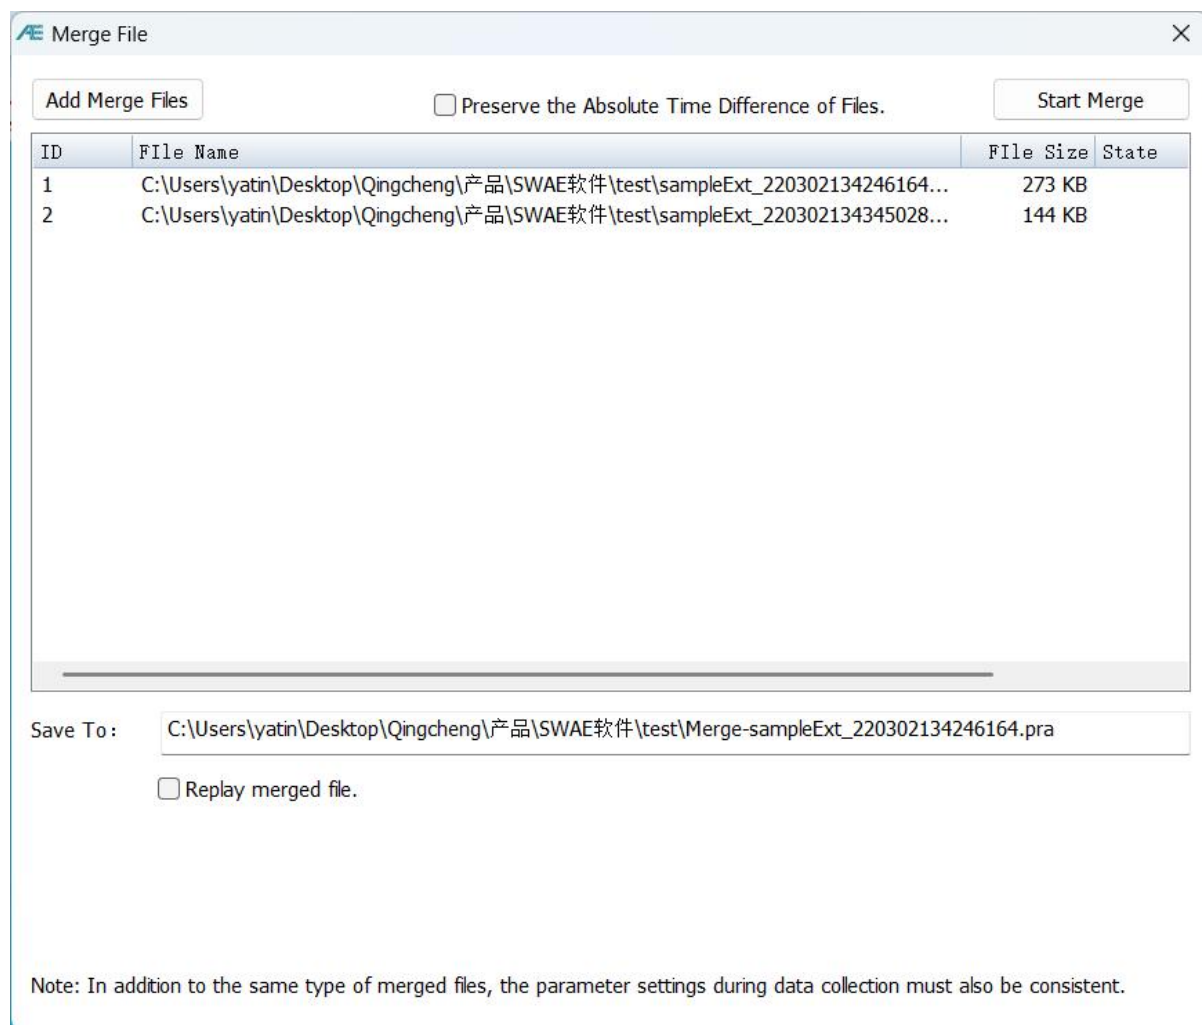 Merge File
Add Merge Files
Preserve the Absolute Time Difference of Files.
Start Merge
ID FIle Name FIle Size State
1 C:\Users\yatin\Desktop\Qingcheng\产品\SWAE软件\test\sampleExt_220302134246164... 273 KB
2 C:\Users\yatin\Desktop\Qingcheng\产品\SWAE软件\test\sampleExt_220302134345028... 144 KB
Save To: C:\Users\yatin\Desktop\Qingcheng\产品\SWAE软件\test\Merge-sampleExt_220302134246164.pra
Replay merged file.
Note: In addition to the same type of merged files, the parameter settings during data collection must also be consistent.